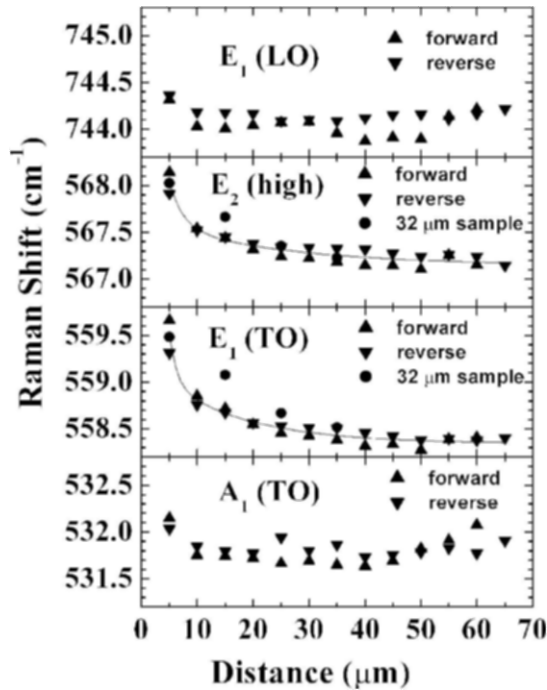 745.0
E₁ (LO)
▲ forward
▼ reverse
744.5
744.0
568.0
E₂ (high)
▲ forward
▼ reverse
● 32 μm sample
567.5
567.0
559.5
E₁ (TO)
▲ forward
▼ reverse
● 32 μm sample
559.0
558.5
532.5
A₁ (TO)
▲ forward
▼ reverse
532.0
531.5
0 10 20 30 40 50 60 70
Distance (μm)
Raman Shift (cm⁻¹)